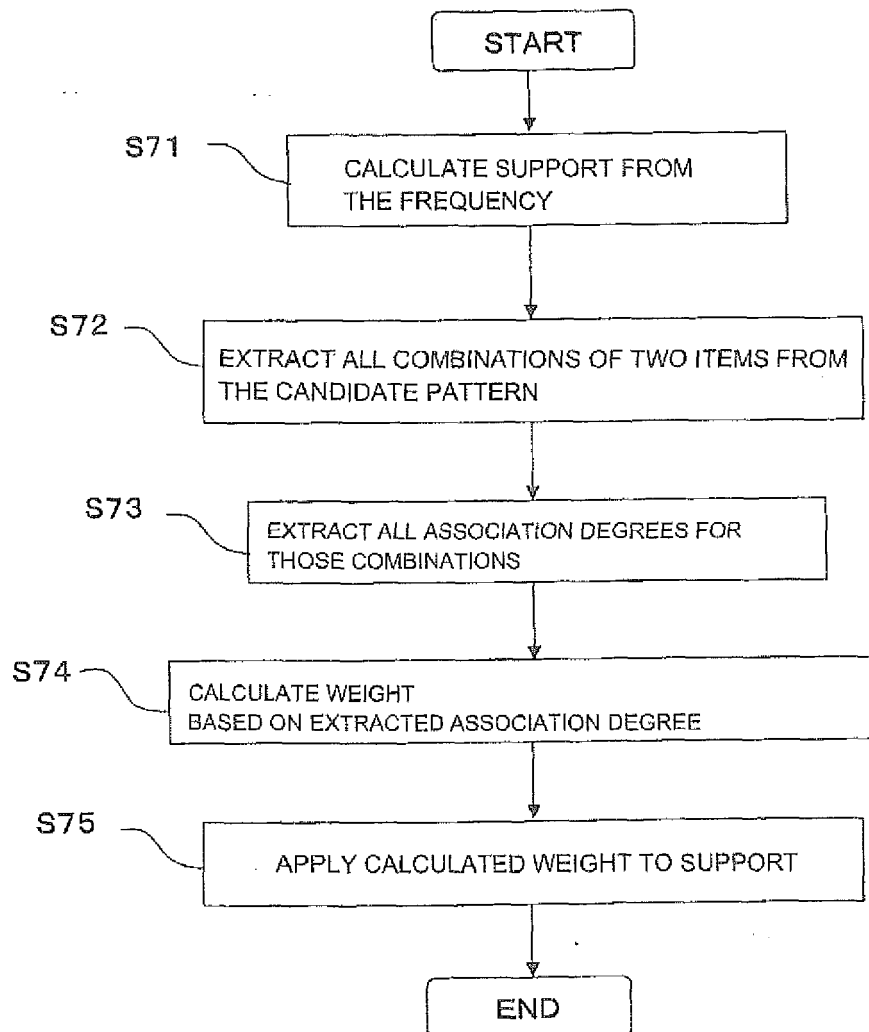 START
S71
CALCULATE SUPPORT FROM
THE FREQUENCY
S72
EXTRACT ALL COMBINATIONS OF TWO ITEMS FROM
THE CANDIDATE PATTERN
S73
EXTRACT ALL ASSOCIATION DEGREES FOR
THOSE COMBINATIONS
S74
CALCULATE WEIGHT
BASED ON EXTRACTED ASSOCIATION DEGREE
S75
APPLY CALCULATED WEIGHT TO SUPPORT
END